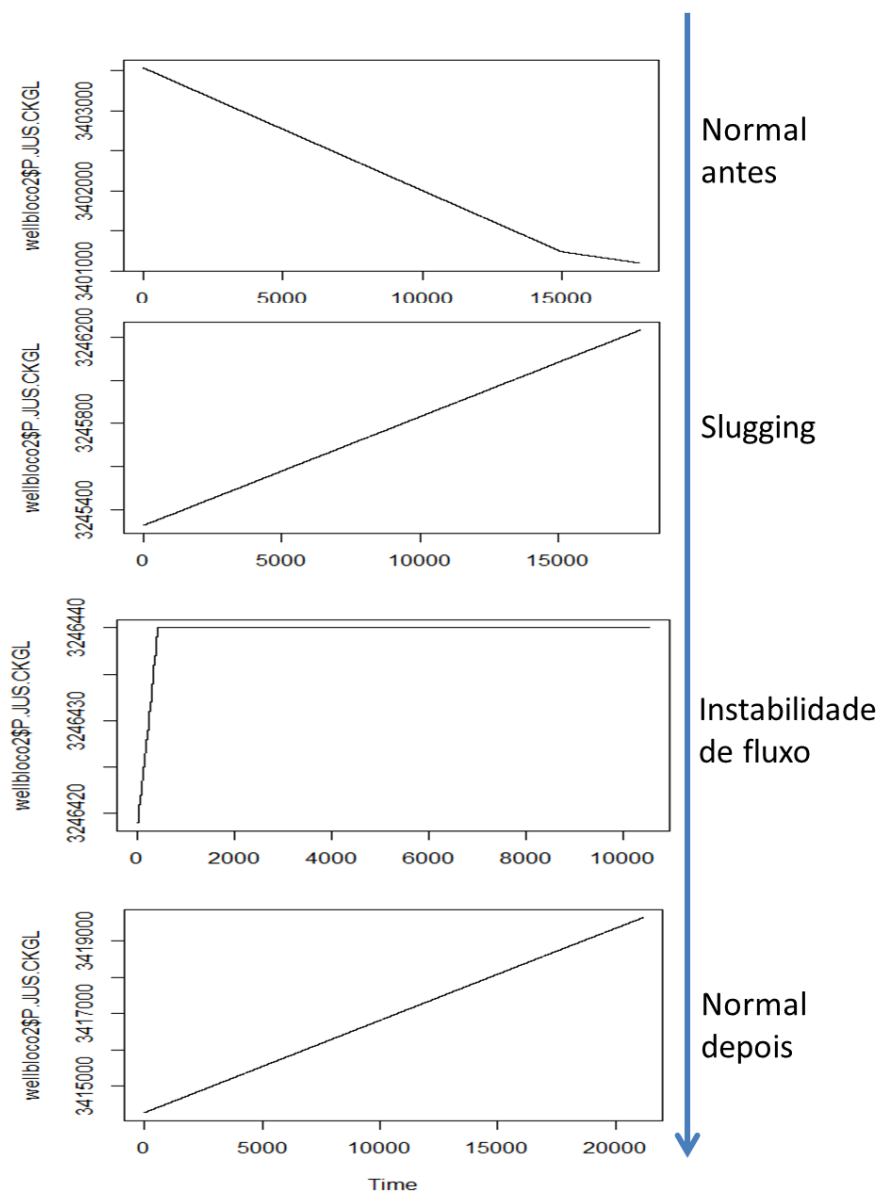 wellbloco2$P.JUS.CKGL
3403000
3402000
3401000
0 5000 10000 15000
Normal
antes
wellbloco2$P.JUS.CKGL
3246200
3245800
3245400
0 5000 10000 15000
Slugging
wellbloco2$P.JUS.CKGL
3246440
3246430
3246420
0 2000 4000 6000 8000 10000
Instabilidade
de fluxo
wellbloco2$P.JUS.CKGL
3419000
3417000
3415000
0 5000 10000 15000 20000
Normal
depois
Time